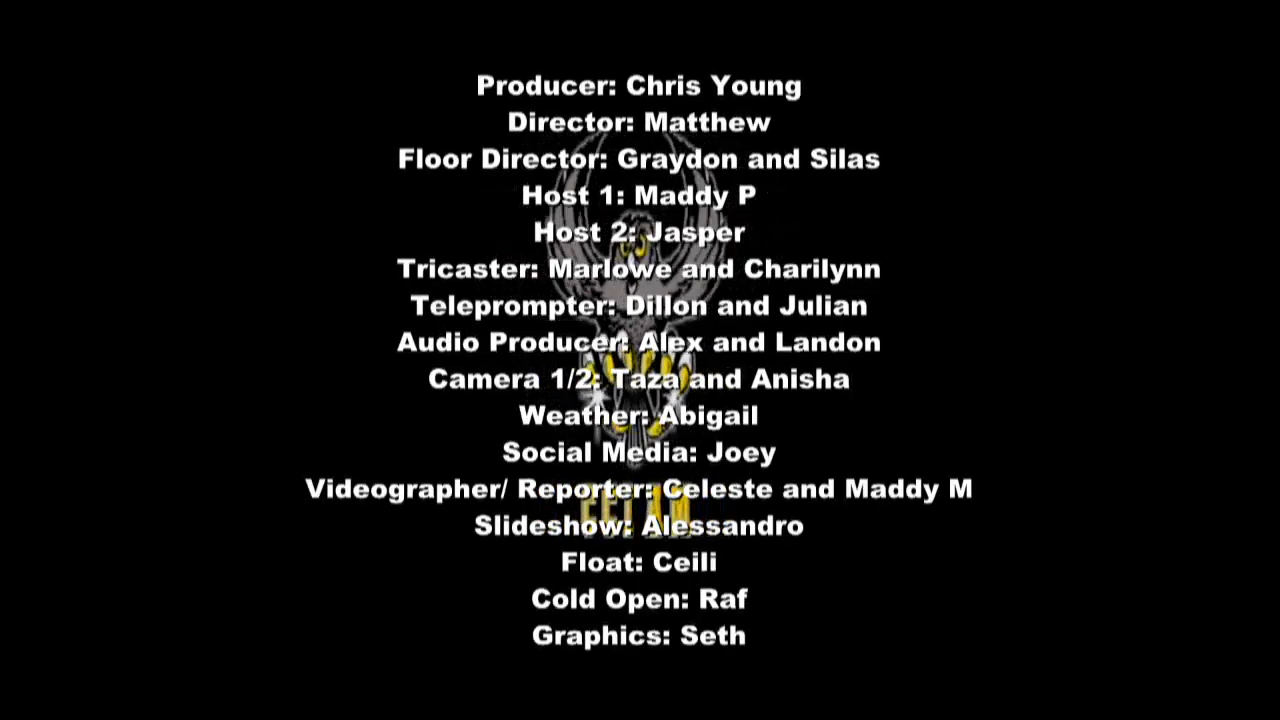 Producer: Chris Young
Director: Matthew
Floor Director: Graydon and Silas
Host 1: Maddy P
Host 2: Jasper
Tricaster: Marlowe and Charilynn
Teleprompter: Dillon and Julian
Audio Producer: Alex and Landon
Camera 1/2: Taza and Anisha
Weather: Abigail
Social Media: Joey
Videographer/ Reporter: Celeste and Maddy M
Slideshow: Alessandro
Float: Ceili
Cold Open: Raf
Graphics: Seth